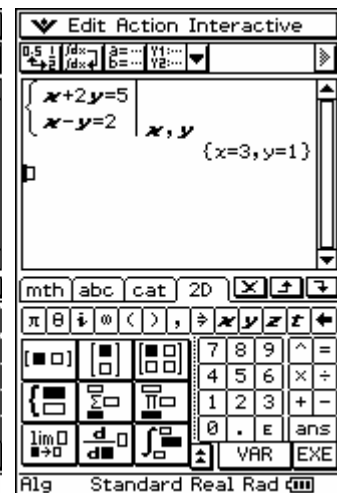 Edit Action Interactive
x+2y=5
x-y=2
x,y
{x=3,y=1}
mth abc cat 2D
π θ i ∞ ( ) , ⇒ x y z t
7 8 9 ^ =
4 5 6 × ÷
1 2 3 + -
0 . E ans
VAR EXE
lim
d
d
Σ Π ∫
Alg Standard Real Rad